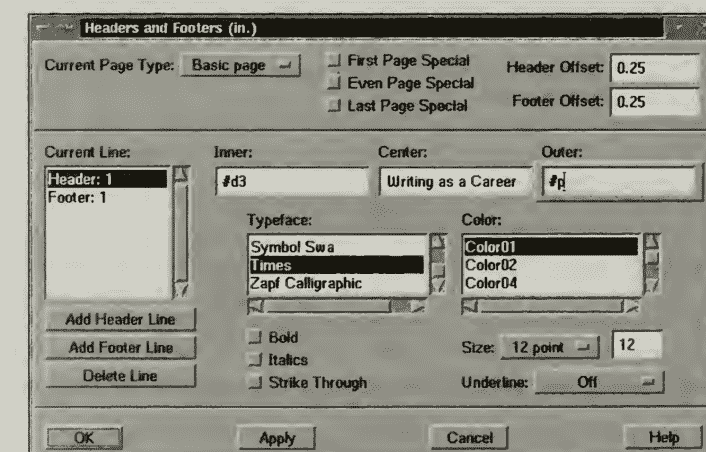 Headers and Footers (in.)
Current Page Type: Basic page
First Page Special
Even Page Special
Last Page Special
Header Offset: 0.25
Footer Offset: 0.25
Current Line:
Header: 1
Footer: 1
Inner:
#d3
Center:
Writing as a Career
Outer:
#p
Typeface:
Symbol Swa
Times
Zapf Calligraphic
Color:
Color01
Color02
Color04
Add Header Line
Add Footer Line
Delete Line
Bold
Italics
Strike Through
Size: 12 point 12
Underline: Off
OK Apply Cancel Help